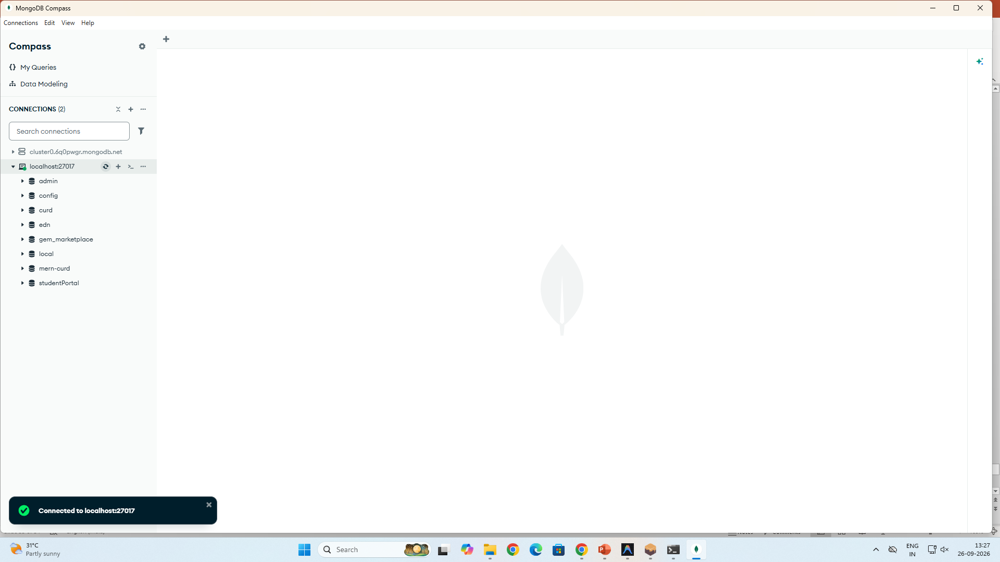 MongoDB Compass
Connections Edit View Help
Compass
My Queries
Data Modeling
CONNECTIONS (2)
Search connections
cluster0.6q0pwgr.mongodb.net
localhost:27017
admin
config
curd
edn
gem_marketplace
local
mern-curd
studentPortal
Connected to localhost:27017
31°C
Partly sunny
Search
ENG
IN
13:27
26-09-2026